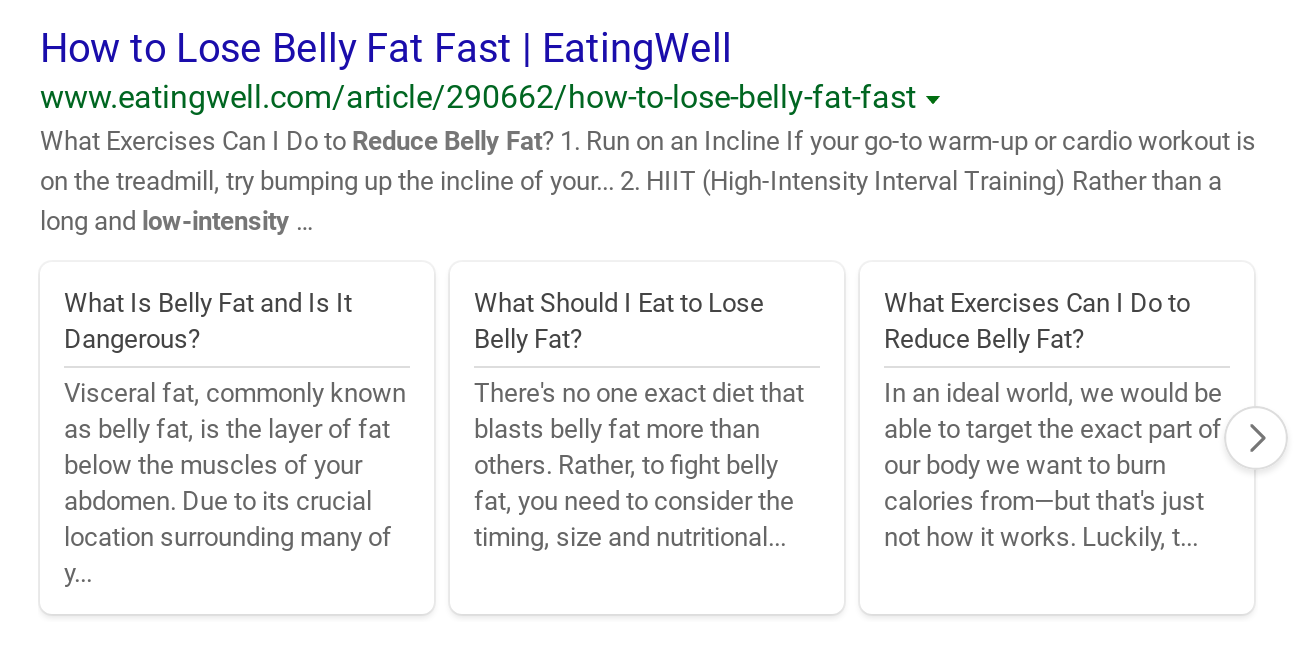 How to Lose Belly Fat Fast | EatingWell
www.eatingwell.com/article/290662/how-to-lose-belly-fat-fast
What Exercises Can I Do to Reduce Belly Fat? 1. Run on an Incline If your go-to warm-up or cardio workout is
on the treadmill, try bumping up the incline of your... 2. HIIT (High-Intensity Interval Training) Rather than a
long and low-intensity ...
What Is Belly Fat and Is It
Dangerous?
Visceral fat, commonly known
as belly fat, is the layer of fat
below the muscles of your
abdomen. Due to its crucial
location surrounding many of
y...
What Should I Eat to Lose
Belly Fat?
There's no one exact diet that
blasts belly fat more than
others. Rather, to fight belly
fat, you need to consider the
timing, size and nutritional...
What Exercises Can I Do to
Reduce Belly Fat?
In an ideal world, we would be
able to target the exact part of
our body we want to burn
calories from—but that's just
not how it works. Luckily, t...